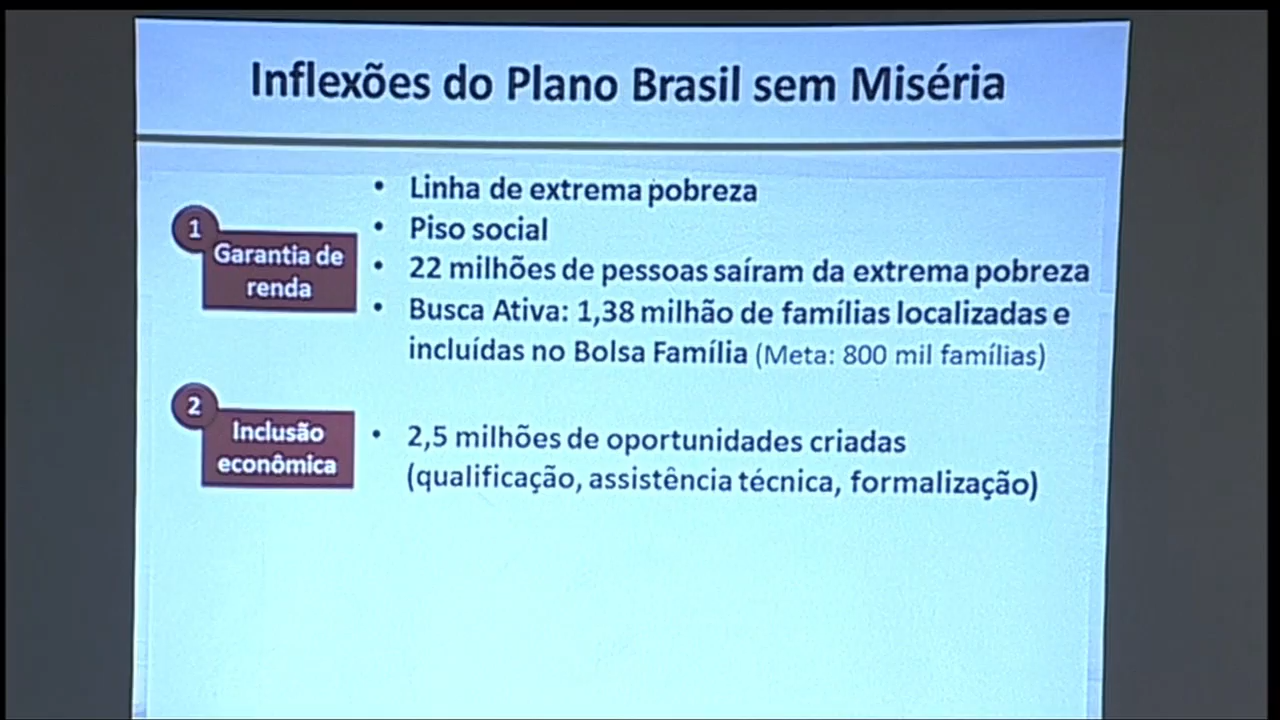 Inflexões do Plano Brasil sem Miséria
1
Garantia de
renda
• Linha de extrema pobreza
• Piso social
• 22 milhões de pessoas saíram da extrema pobreza
• Busca Ativa: 1,38 milhão de famílias localizadas e
incluídas no Bolsa Família (Meta: 800 mil famílias)
2
Inclusão
econômica
• 2,5 milhões de oportunidades criadas
(qualificação, assistência técnica, formalização)